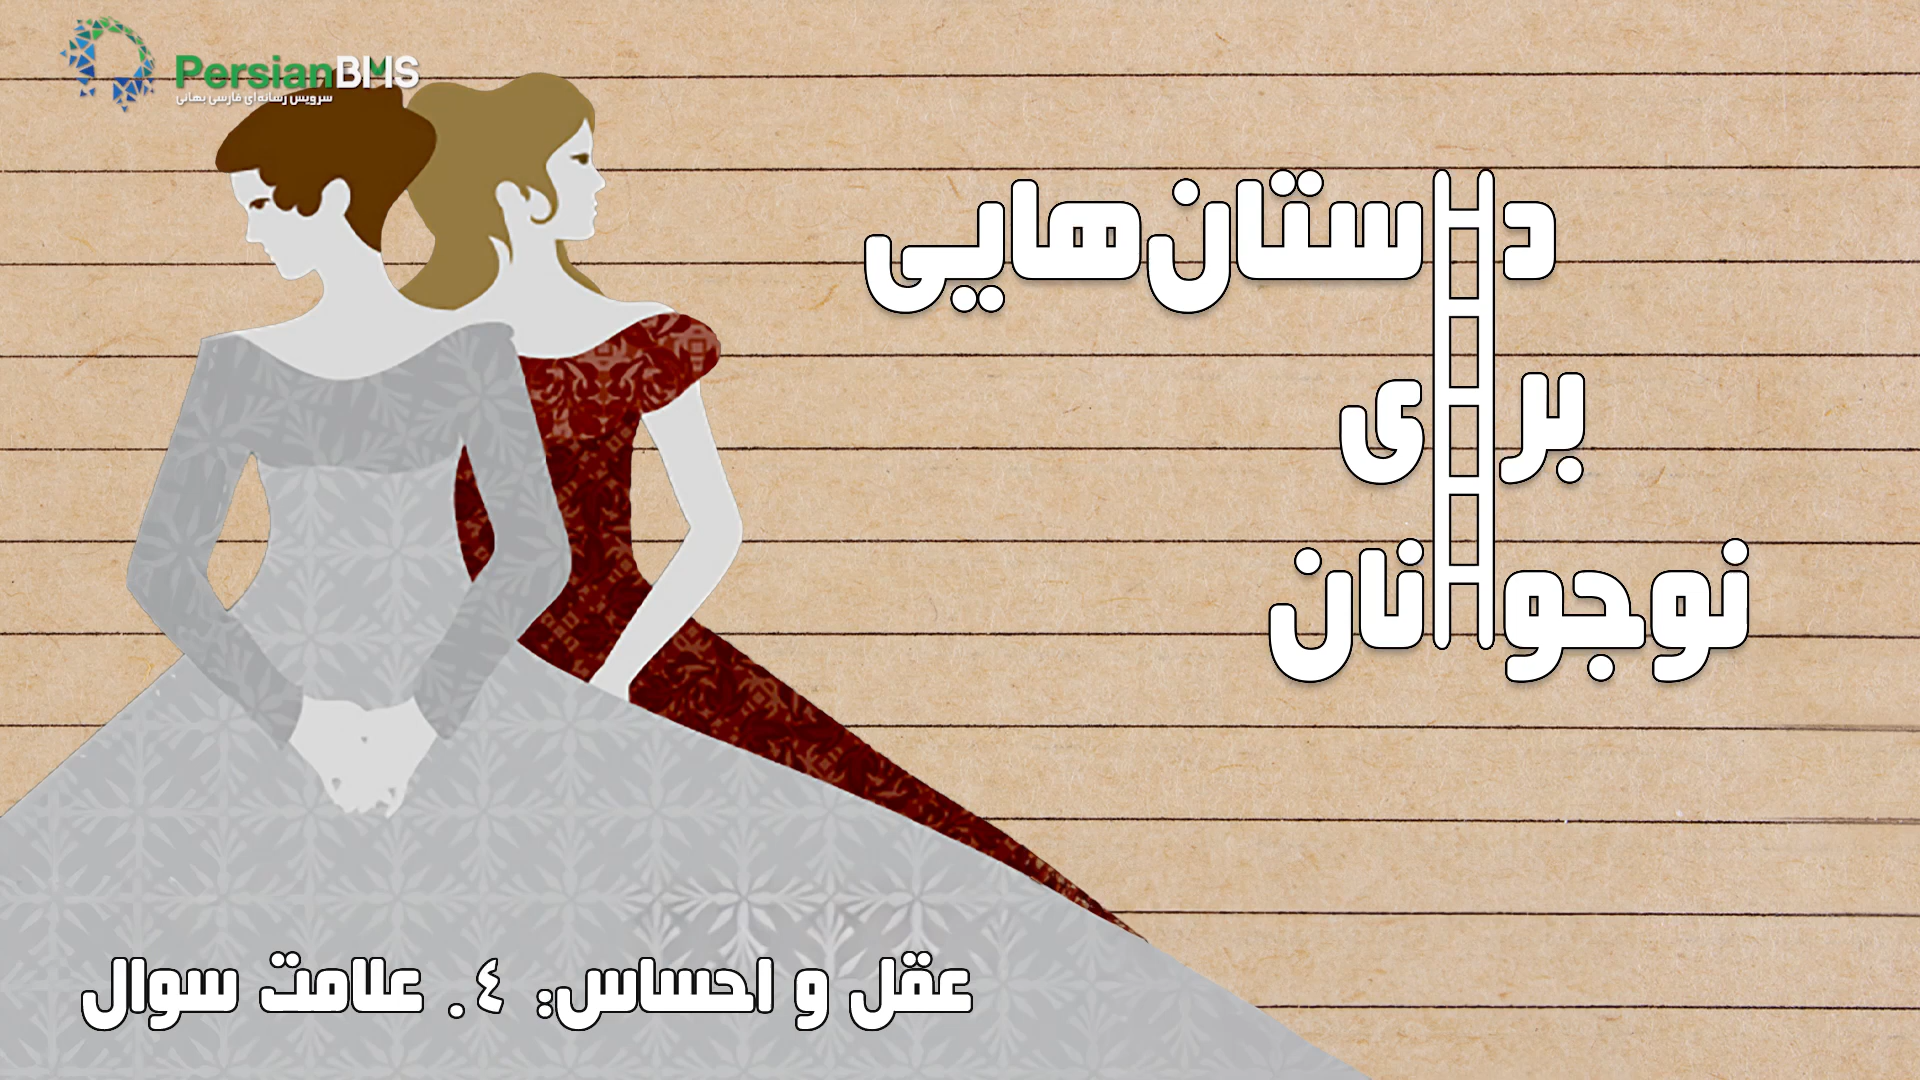 PersianBMS
سرویس رسانه‌ای فارسی بهائی
داستان‌هایی
برای
نوجوانان
عقل و احساس: ٤. علامت سوال